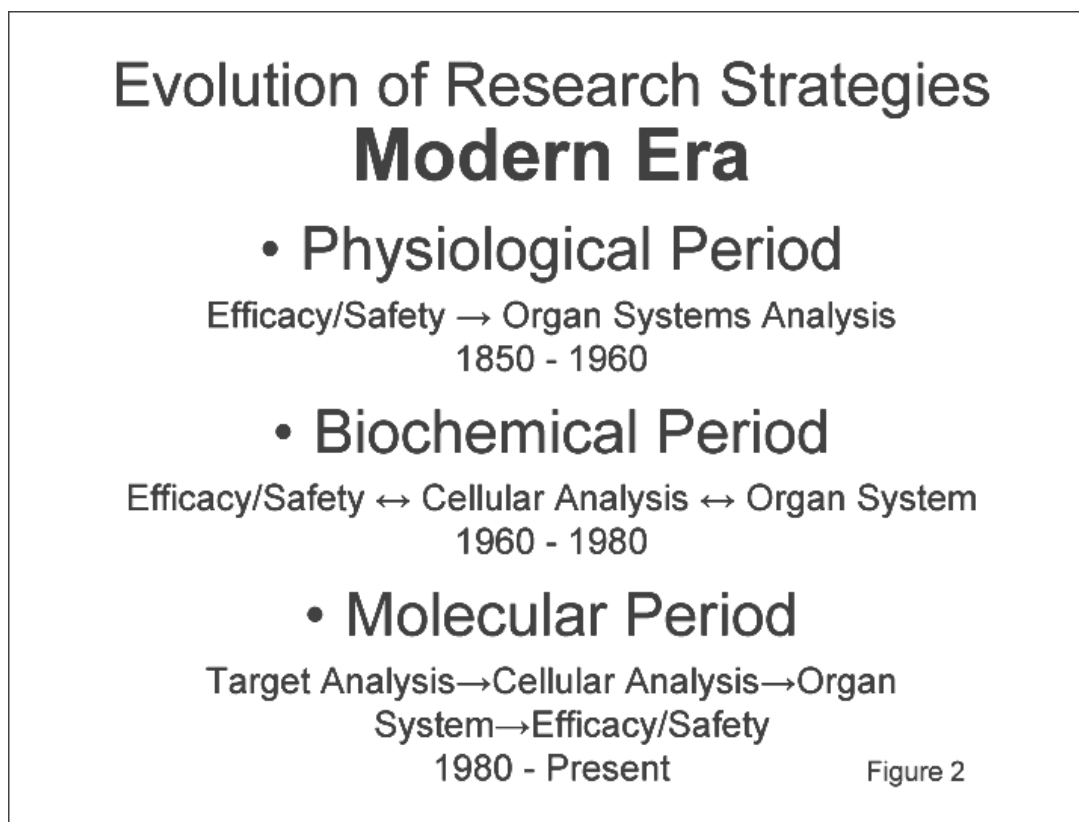 Evolution of Research Strategies
Modern Era
• Physiological Period
Efficacy/Safety → Organ Systems Analysis
1850 - 1960
• Biochemical Period
Efficacy/Safety ↔ Cellular Analysis ↔ Organ System
1960 - 1980
• Molecular Period
Target Analysis→Cellular Analysis→Organ
System→Efficacy/Safety
1980 - Present
Figure 2